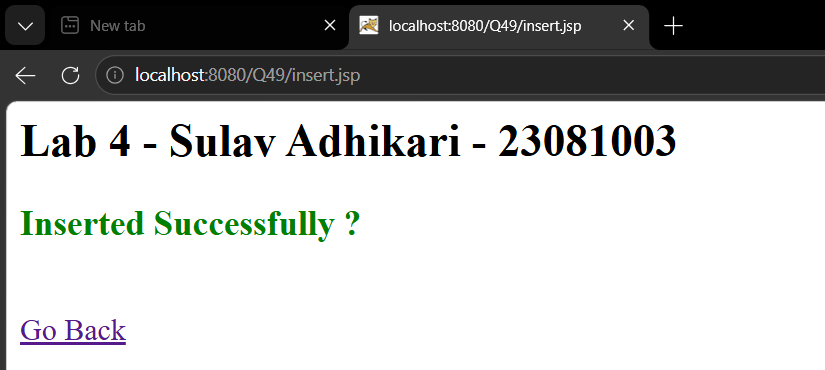 New tab
localhost:8080/Q49/insert.jsp
localhost:8080/Q49/insert.jsp
Lab 4 - Sulav Adhikari - 23081003
Inserted Successfully ?
Go Back